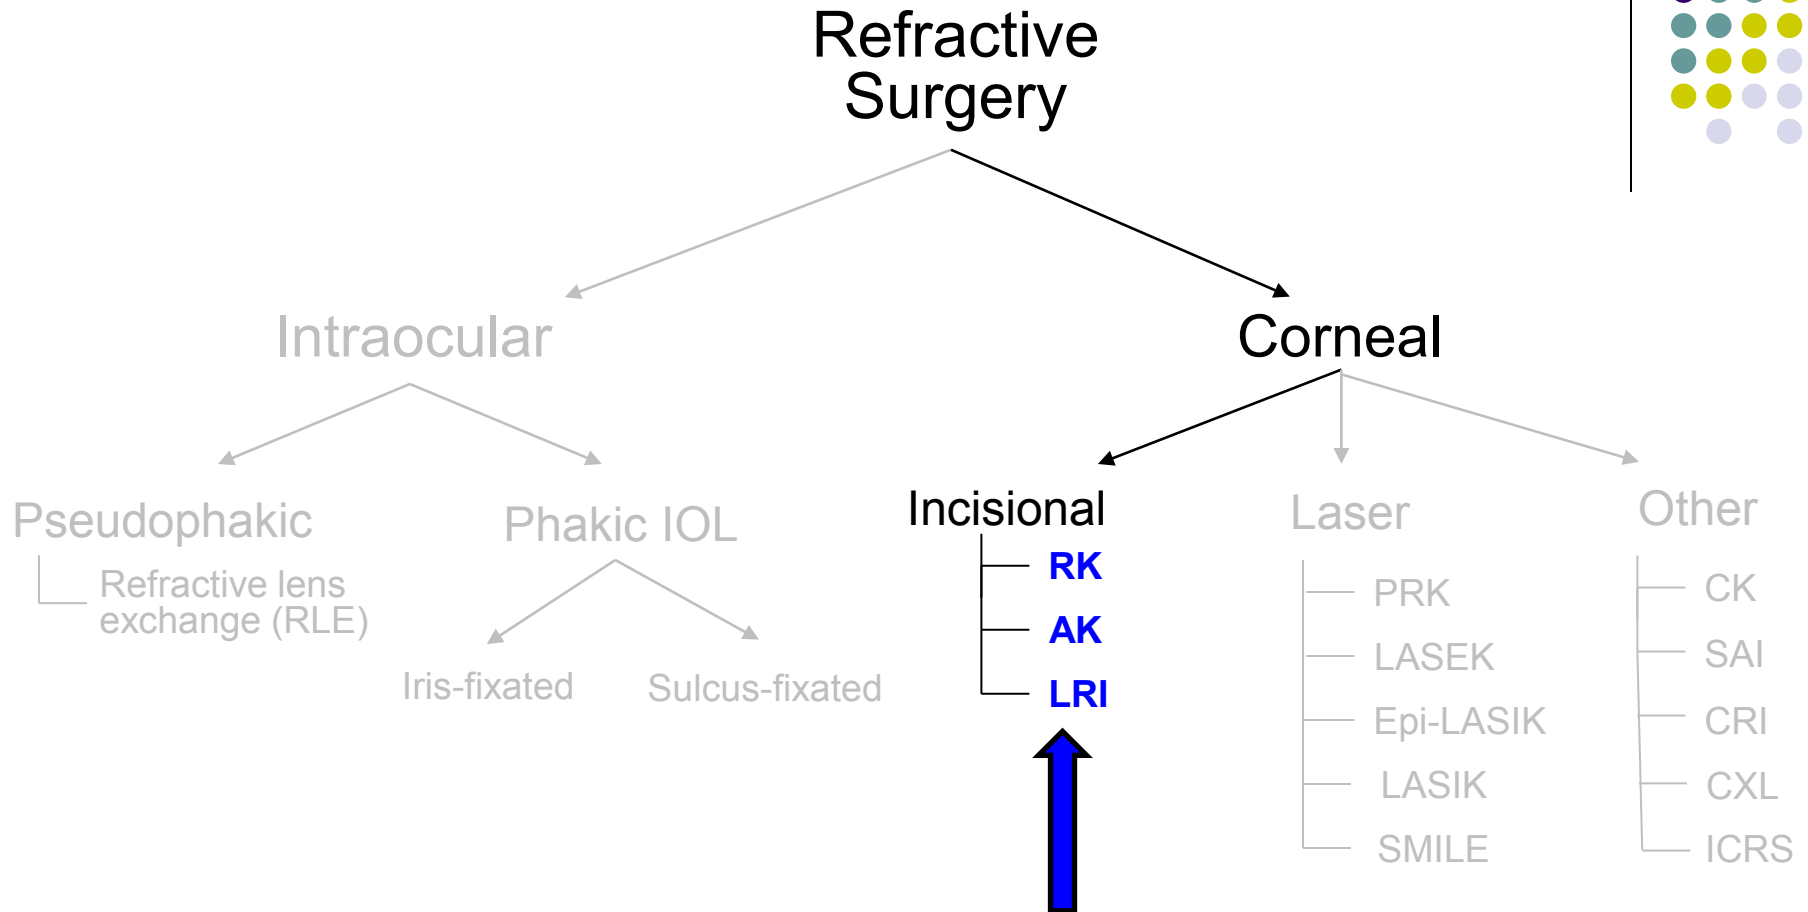 Refractive
Surgery
Intraocular
Corneal
Pseudophakic
Refractive lens
exchange (RLE)
Phakic IOL
Iris-fixated
Sulcus-fixated
Incisional
RK
AK
LRI
Laser
PRK
LASEK
Epi-LASIK
LASIK
SMILE
Other
CK
SAI
CRI
CXL
ICRS